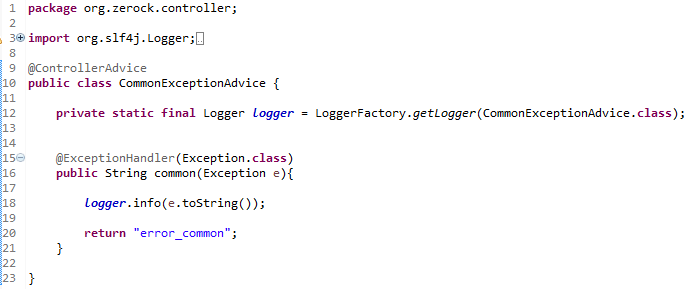 1 package org.zerock.controller;
2
3 import org.slf4j.Logger;
8
9 @ControllerAdvice
10 public class CommonExceptionAdvice {
11
12     private static final Logger logger = LoggerFactory.getLogger(CommonExceptionAdvice.class);
13
14
15     @ExceptionHandler(Exception.class)
16     public String common(Exception e){
17
18         logger.info(e.toString());
19
20         return "error_common";
21     }
22
23 }